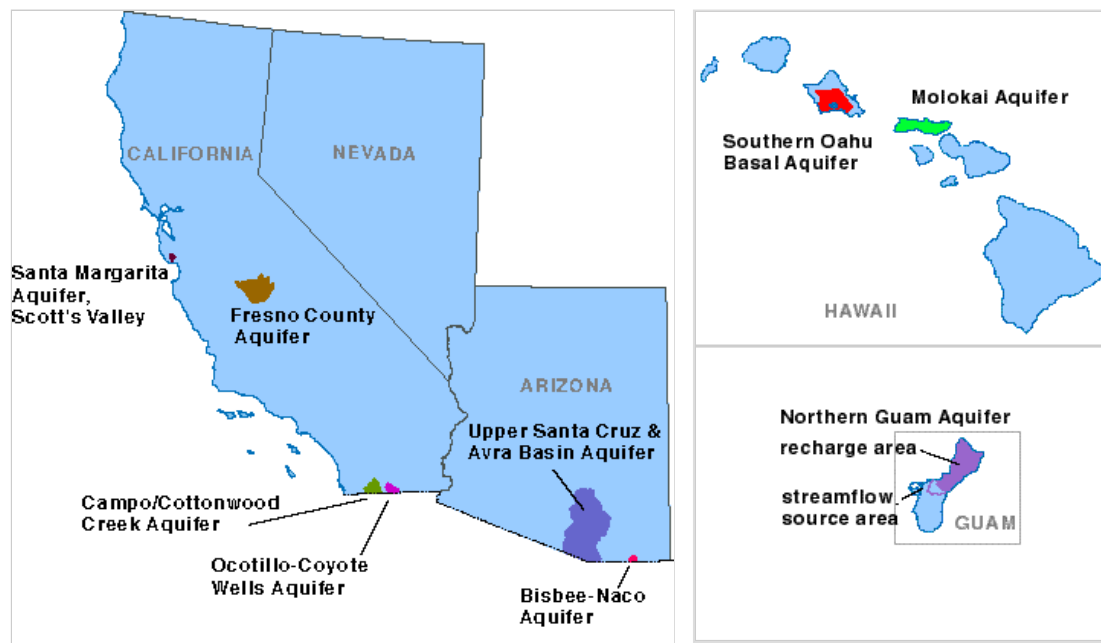 CALIFORNIA
NEVADA
Santa Margarita
Aquifer,
Scott's Valley
Fresno County
Aquifer
ARIZONA
Upper Santa Cruz &
Avra Basin Aquifer
Campo/Cottonwood
Creek Aquifer
Ocotillo-Coyote
Wells Aquifer
Bisbee-Naco
Aquifer
Molokai Aquifer
Southern Oahu
Basal Aquifer
HAWAII
Northern Guam Aquifer
recharge area
streamflow
source area
GUAM